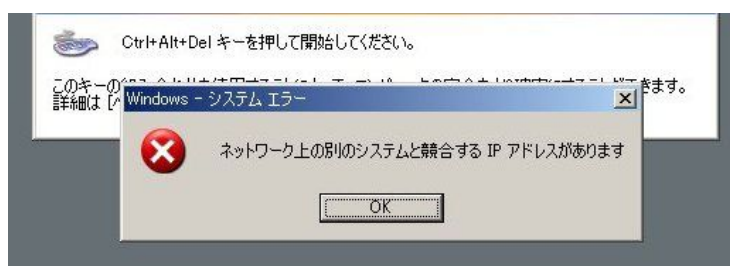 Ctrl+Alt+Del キーを押して開始してください。
このキーの
きます。
詳細は [
Windows - システム エラー
ネットワーク上の別のシステムと競合する IP アドレスがあります
OK